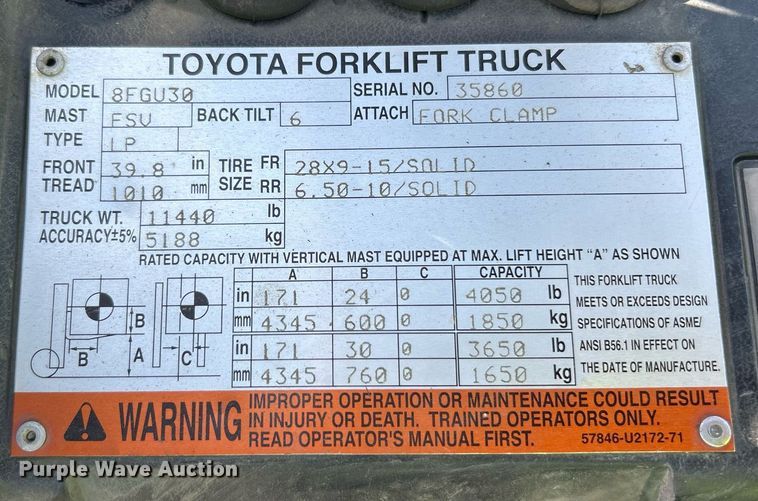 TOYOTA FORKLIFT TRUCK
MODEL 8FGU30 SERIAL NO. 35860
MAST FSV BACK TILT 6 ATTACH FORK CLAMP
TYPE LP
FRONT TREAD 39.8 in TIRE SIZE FR 28X9-15/SOLID
1010 mm RR 6.50-10/SOLID
TRUCK WT. 11440 lb
ACCURACY±5% 5188 kg
RATED CAPACITY WITH VERTICAL MAST EQUIPPED AT MAX. LIFT HEIGHT "A" AS SHOWN
A B C CAPACITY
in 171 24 0 4050 lb
mm 4345 600 0 1850 kg
in 171 30 0 3650 lb
mm 4345 760 0 1650 kg
B A B C
THIS FORKLIFT TRUCK
MEETS OR EXCEEDS DESIGN
SPECIFICATIONS OF ASME/
ANSI B56.1 IN EFFECT ON
THE DATE OF MANUFACTURE.
WARNING
IMPROPER OPERATION OR MAINTENANCE COULD RESULT
IN INJURY OR DEATH. TRAINED OPERATORS ONLY.
READ OPERATOR'S MANUAL FIRST. 57846-U2172-71
Purple Wave Auction